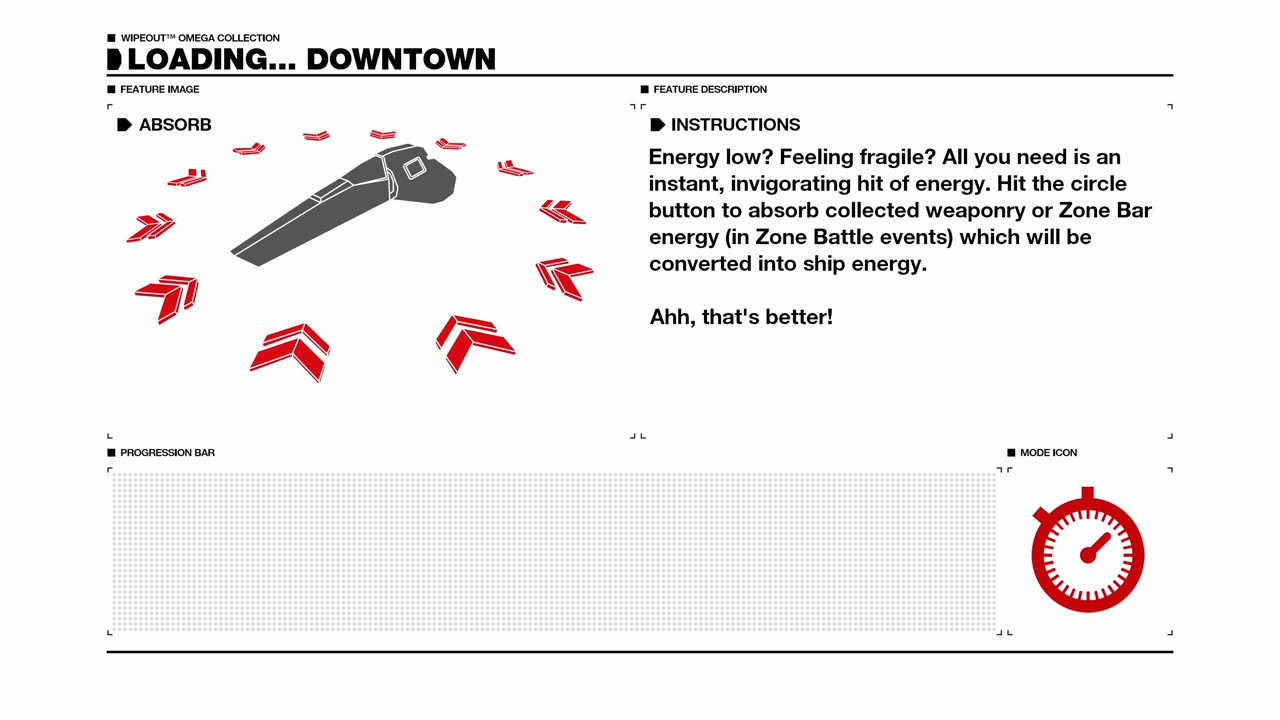 WIPEOUT™ OMEGA COLLECTION
LOADING... DOWNTOWN
FEATURE IMAGE
ABSORB
FEATURE DESCRIPTION
INSTRUCTIONS
Energy low? Feeling fragile? All you need is an
instant, invigorating hit of energy. Hit the circle
button to absorb collected weaponry or Zone Bar
energy (in Zone Battle events) which will be
converted into ship energy.
Ahh, that's better!
PROGRESSION BAR
MODE ICON